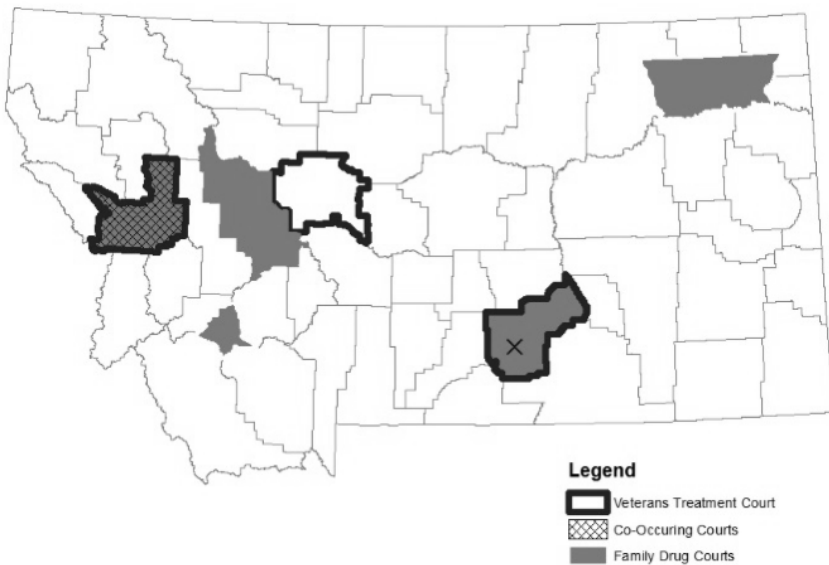 Legend
Veterans Treatment Court
Co-Occuring Courts
Family Drug Courts